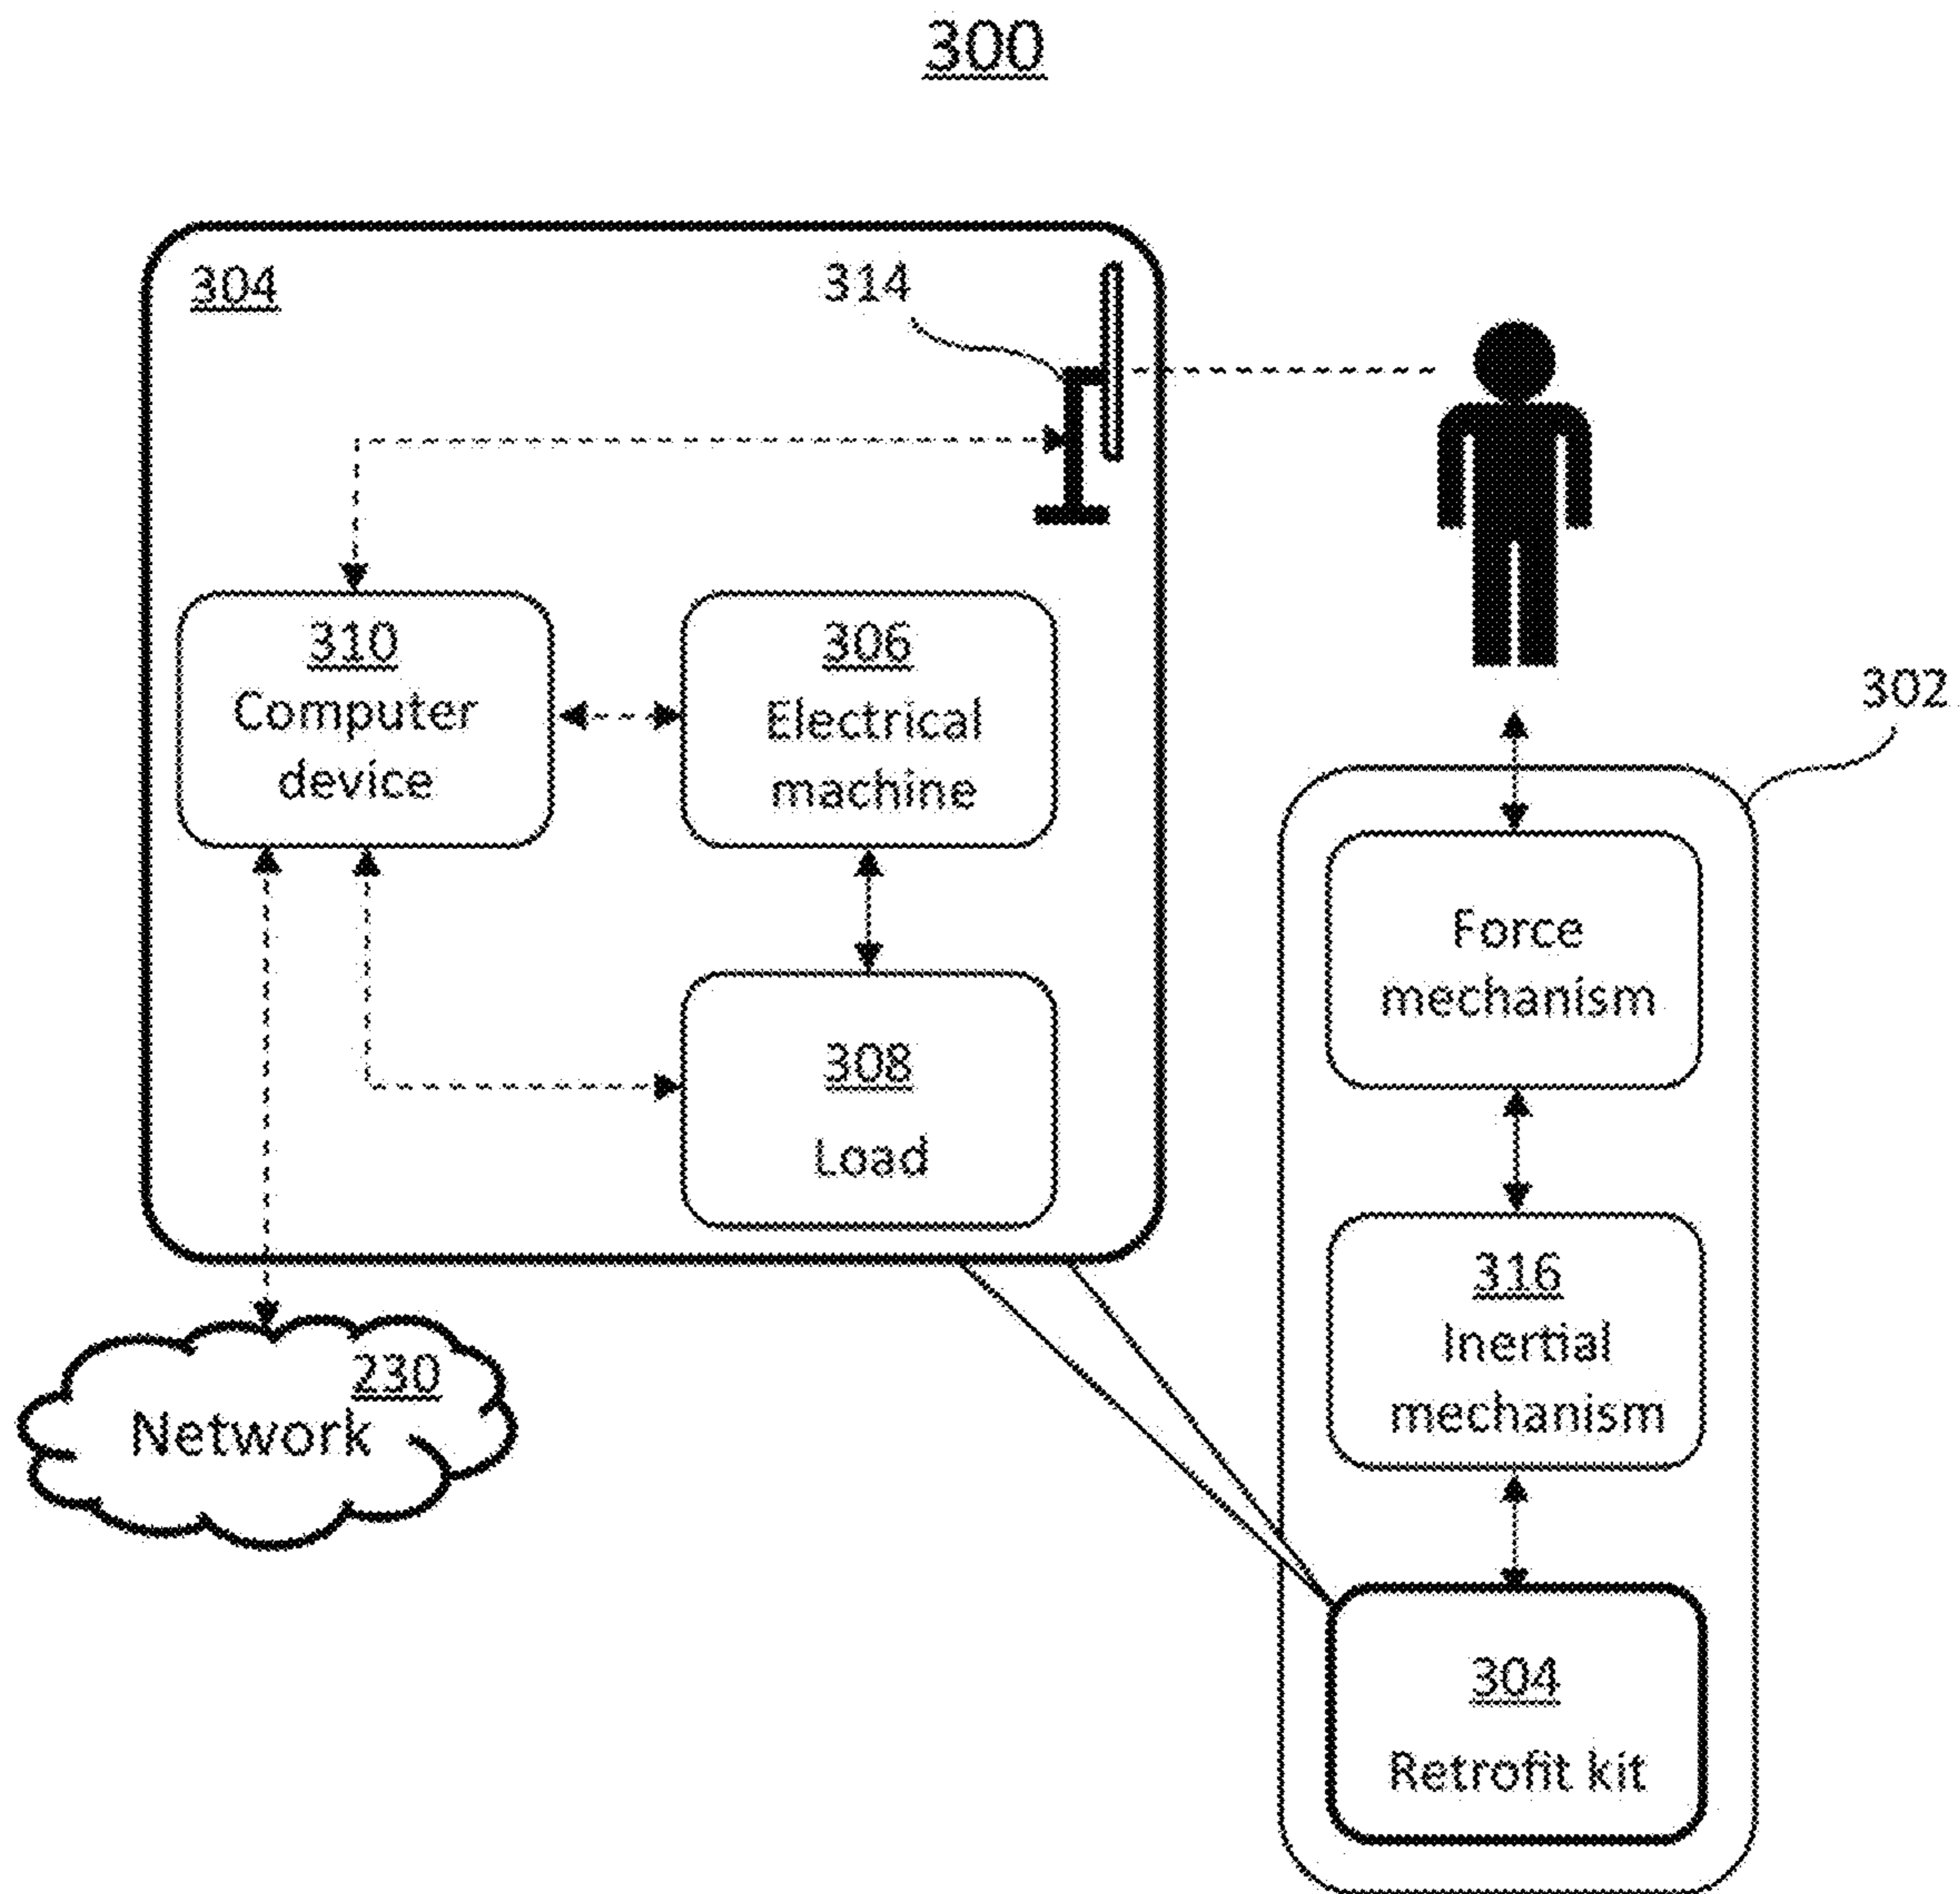 300
304
314
310
Computer
device
306
Electrical
machine
302
Force
mechanism
308
Load
316
Inertial
mechanism
230
Network
304
Retrofit kit